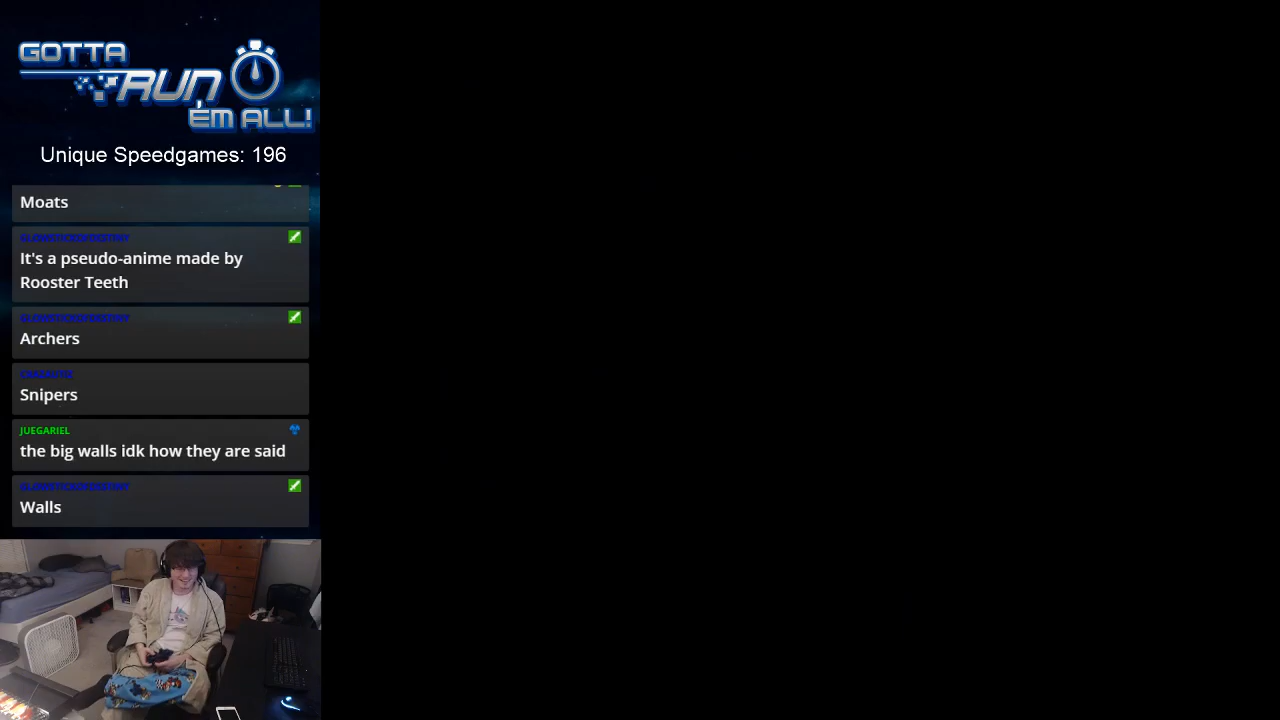 GOTTA
RUN
'EM ALL!
Unique Speedgames: 196
Moats
It's a pseudo-anime made by
Rooster Teeth
Archers
Snipers
JUEGARIEL
the big walls idk how they are said
Walls